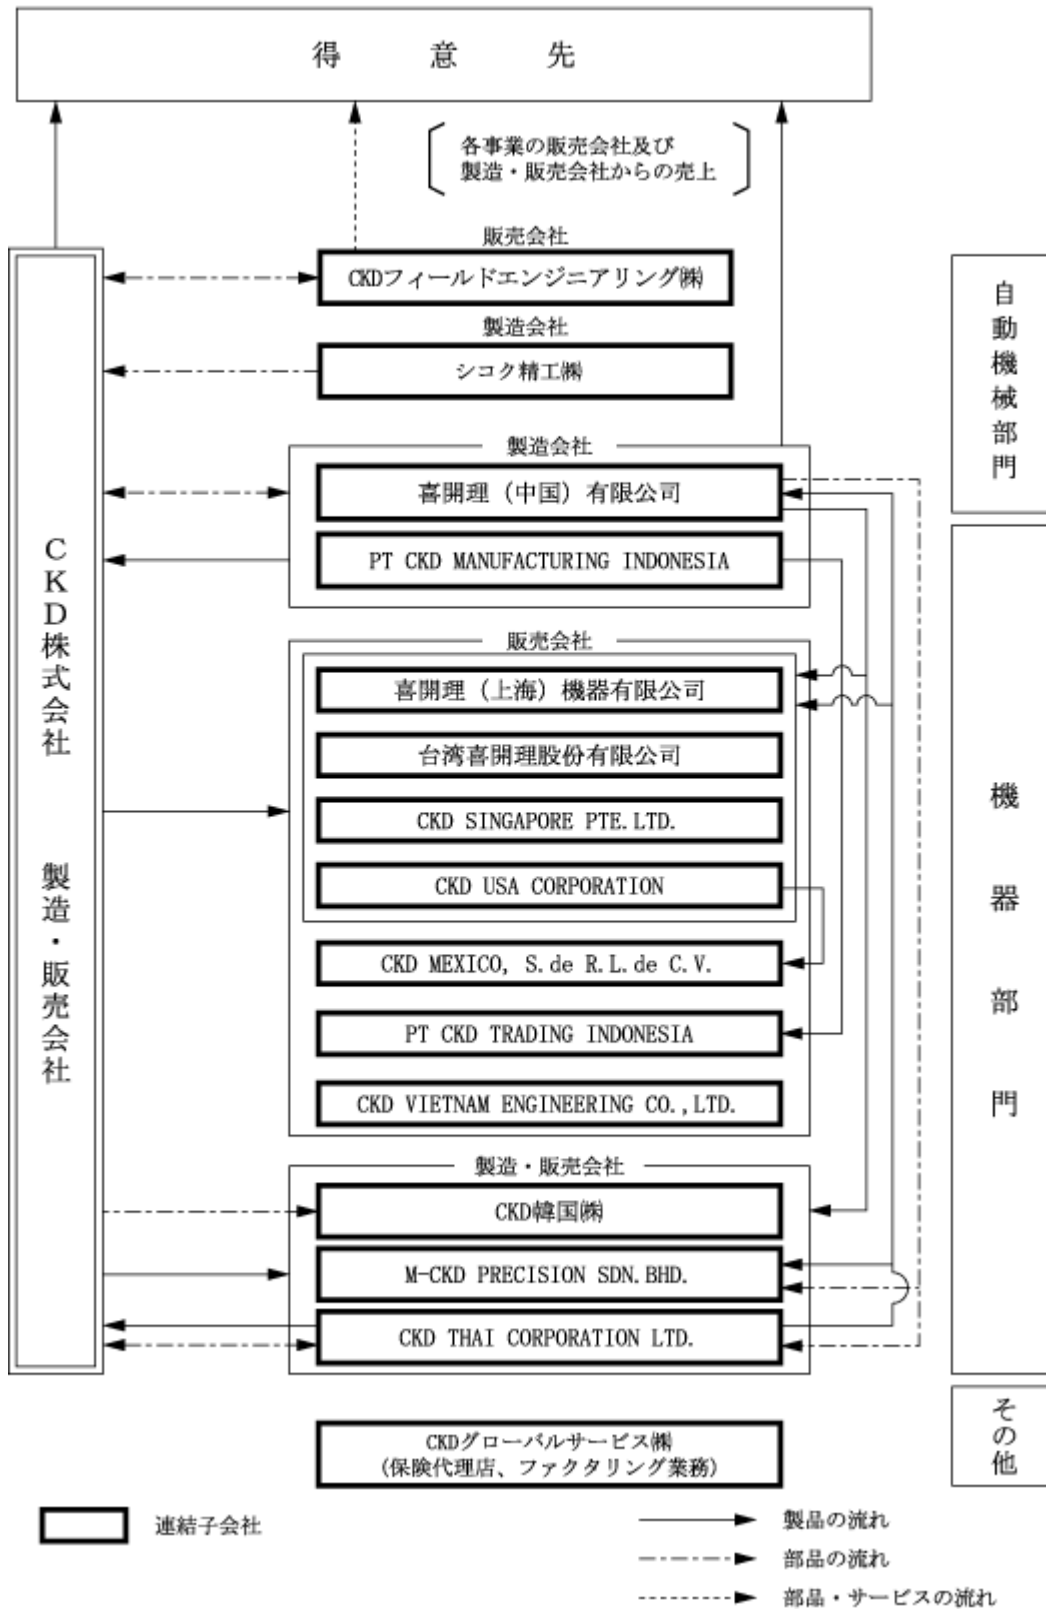 得意先
各事業の販売会社及び
製造・販売会社からの売上
販売会社
CKDフィールドエンジニアリング㈱
製造会社
シコク精工㈱
製造会社
喜開理（中国）有限公司
PT CKD MANUFACTURING INDONESIA
販売会社
喜開理（上海）機器有限公司
台湾喜開理股份有限公司
CKD SINGAPORE PTE.LTD.
CKD USA CORPORATION
CKD MEXICO, S.de R.L.de C.V.
PT CKD TRADING INDONESIA
CKD VIETNAM ENGINEERING CO.,LTD.
製造・販売会社
CKD韓国㈱
M-CKD PRECISION SDN.BHD.
CKD THAI CORPORATION LTD.
CKDグローバルサービス㈱
(保険代理店、ファクタリング業務)
CKD株式会社 製造・販売会社
自動機械部門
機器部門
その他
連結子会社
製品の流れ
部品の流れ
部品・サービスの流れ